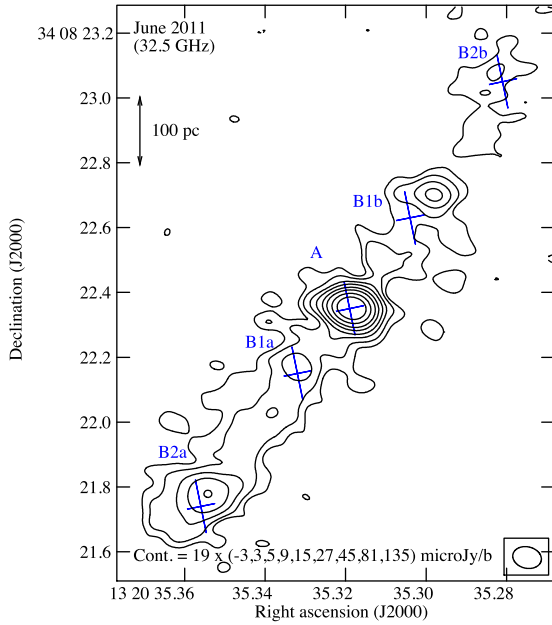 June 2011
(32.5 GHz)
100 pc
B2b
B1b
A
B1a
B2a
Cont. = 19 x (-3,3,5,9,15,27,45,81,135) microJy/b
Declination (J2000)
34 08 23.2
23.0
22.8
22.6
22.4
22.2
22.0
21.8
21.6
13 20 35.36 35.34 35.32 35.30 35.28
Right ascension (J2000)